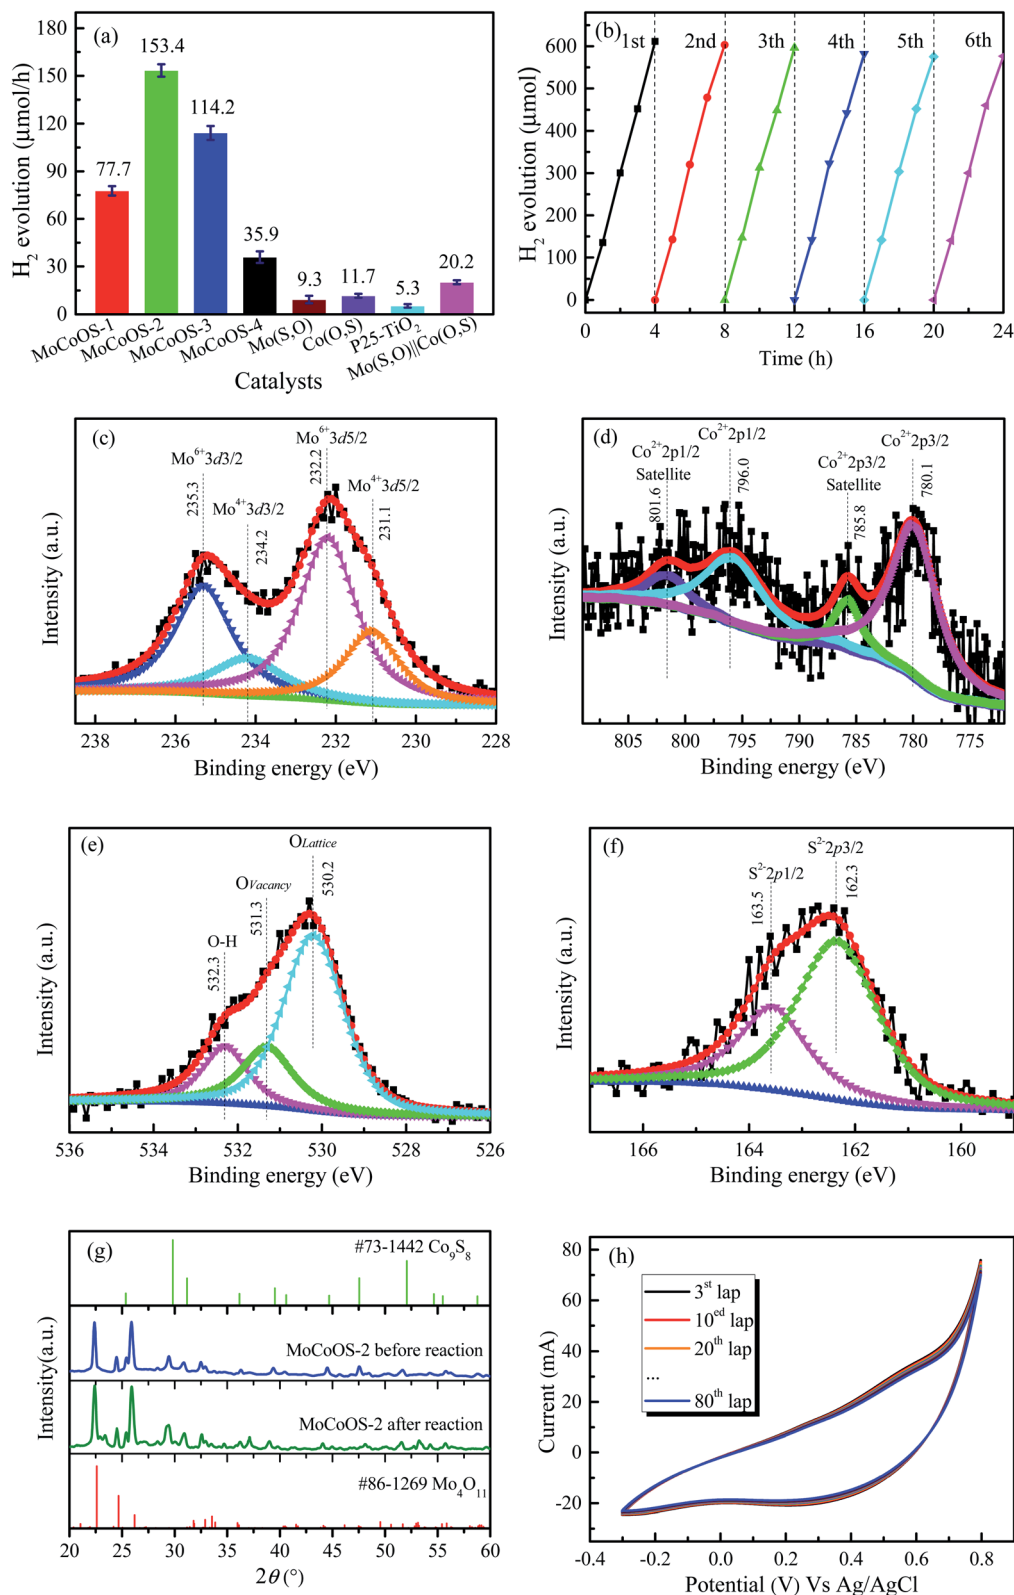 (a)
180
150
120
90
60
30
0
H₂ evolution (μmol/h)
77.7
153.4
114.2
35.9
9.3
11.7
5.3
20.2
MoCoOS-1
MoCoOS-2
MoCoOS-3
MoCoOS-4
Mo(S,O)
Co(O,S)
P25-TiO₂
Mo(S,O)||Co(O,S)
Catalysts
(b)
1st 2nd 3th 4th 5th 6th
600
500
400
300
200
100
0
H₂ evolution (μmol)
0 4 8 12 16 20 24
Time (h)
(c)
Mo⁶⁺3d3/2
235.3
Mo⁴⁺3d3/2
234.2
Mo⁶⁺3d5/2
232.2
Mo⁴⁺3d5/2
231.1
Intensity (a.u.)
238 236 234 232 230 228
Binding energy (eV)
(d)
Co²⁺2p1/2
Satellite
801.6
Co²⁺2p1/2
796.0
Co²⁺2p3/2
Satellite
785.8
Co²⁺2p3/2
780.1
Intensity (a.u.)
805 800 795 790 785 780 775
Binding energy (eV)
(e)
O-H
532.3
OVacancy
531.3
OLattice
530.2
Intensity (a.u.)
536 534 532 530 528 526
Binding energy (eV)
(f)
S²⁻2p1/2
163.5
S²⁻2p3/2
162.3
Intensity (a.u.)
166 164 162 160
Binding energy (eV)
(g)
#73-1442 Co₉S₈
MoCoOS-2 before reaction
MoCoOS-2 after reaction
#86-1269 Mo₄O₁₁
Intensity(a.u.)
20 25 30 35 40 45 50 55 60
2θ (°)
(h)
3ˢᵗ lap
10ᵉᵈ lap
20ᵗʰ lap
...
80ᵗʰ lap
80
60
40
20
0
-20
Current (mA)
-0.4 -0.2 0.0 0.2 0.4 0.6 0.8
Potential (V) Vs Ag/AgCl